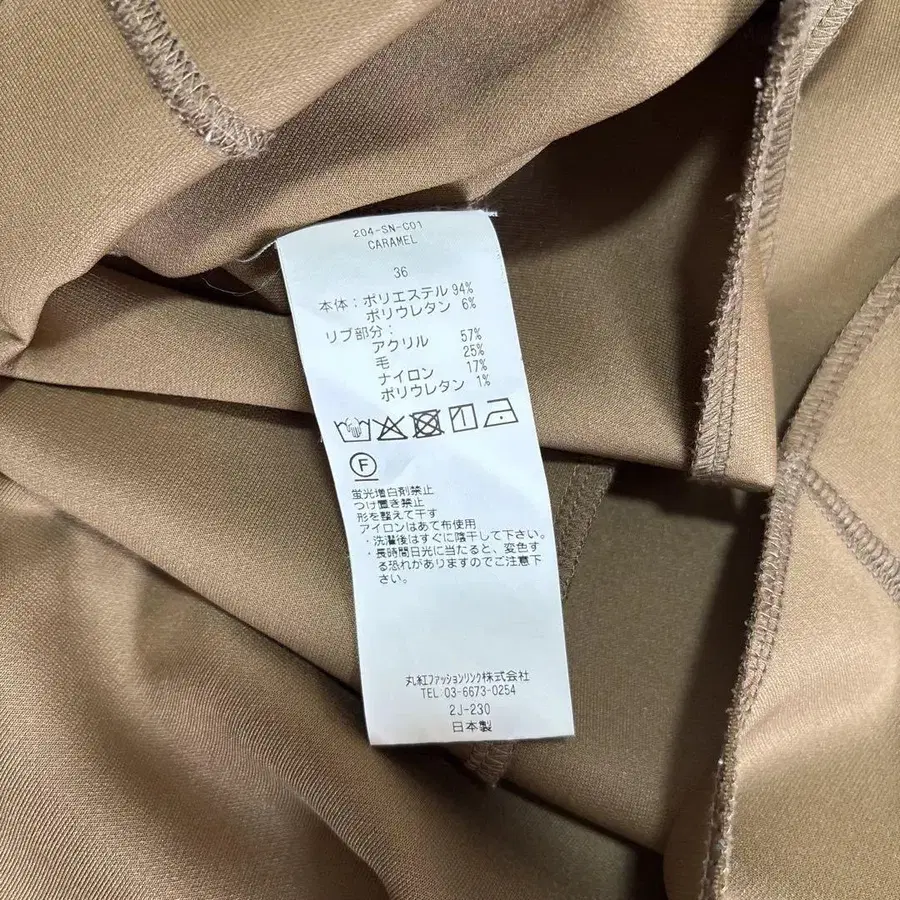 204-SN-C01
CARAMEL
36
本体：ポリエステル 94%
ポリウレタン 6%
リブ部分：
アクリル 57%
毛 25%
ナイロン 17%
ポリウレタン 1%
F
蛍光増白剤禁止
つけ置き禁止
形を整えて干す
アイロンはあて布使用
・洗濯後はすぐに陰干して下さい。
・長時間日光に当たると、変色す
る恐れがありますのでご注意下
さい。
丸紅ファッションリンク株式会社
TEL:03-6673-0254
2J-230
日本製